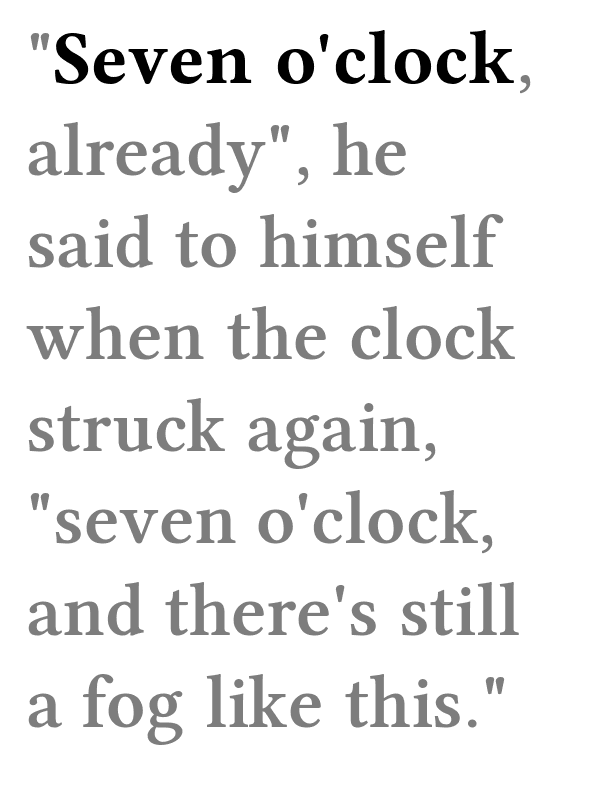 "Seven o'clock,
already", he
said to himself
when the clock
struck again,
"seven o'clock,
and there's still
a fog like this."